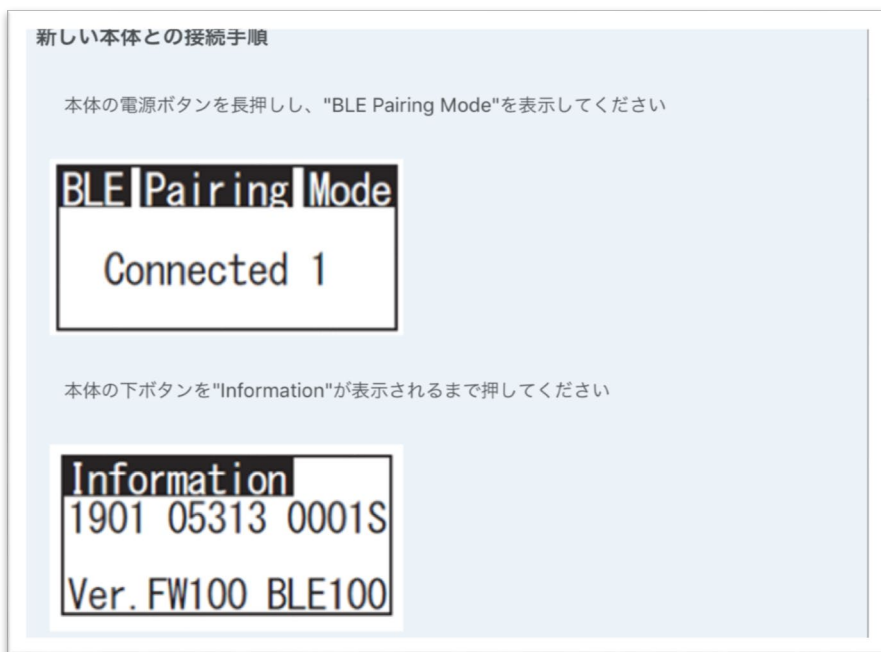 新しい本体との接続手順
本体の電源ボタンを長押しし、"BLE Pairing Mode"を表示してください
BLE Pairing Mode
Connected 1
本体の下ボタンを"Information"が表示されるまで押してください
Information
1901 05313 0001S
Ver.FW100 BLE100